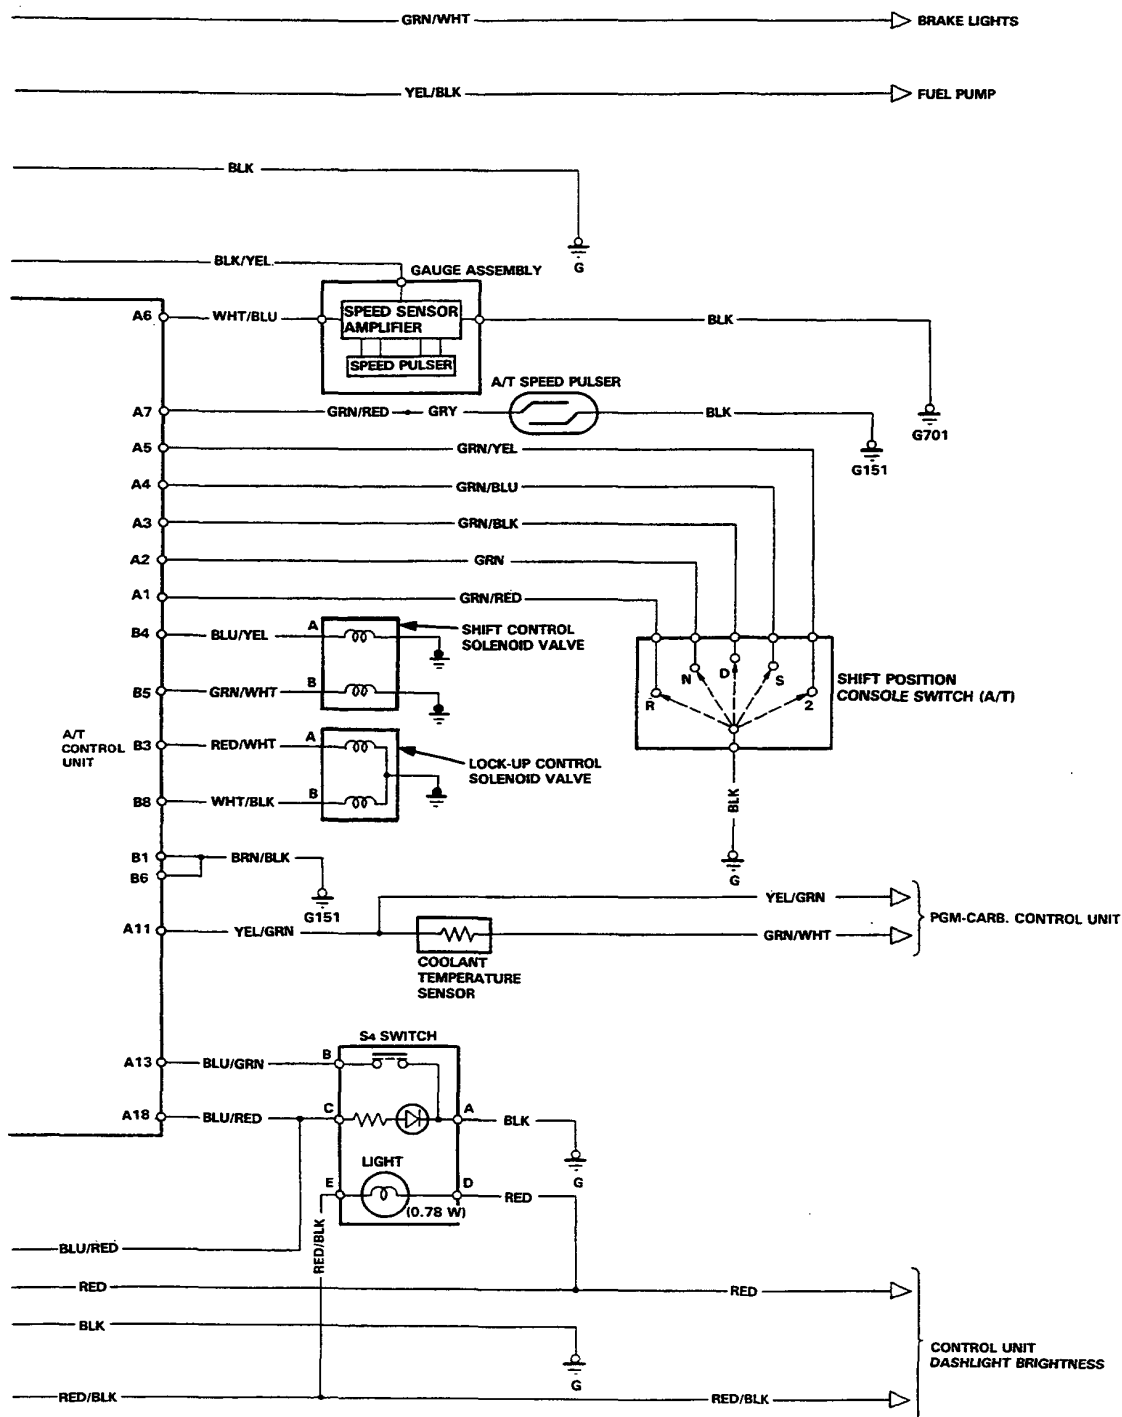 GRN/WHT
BRAKE LIGHTS
YEL/BLK
FUEL PUMP
BLK
G
BLK/YEL
GAUGE ASSEMBLY
A6
WHT/BLU
SPEED SENSOR
AMPLIFIER
BLK
SPEED PULSER
A/T SPEED PULSER
A7
GRN/RED
GRY
BLK
G701
A5
GRN/YEL
G151
A4
GRN/BLU
A3
GRN/BLK
A2
GRN
A1
GRN/RED
B4
BLU/YEL
A
SHIFT CONTROL
SOLENOID VALVE
B5
GRN/WHT
B
R
N
D
S
2
SHIFT POSITION
CONSOLE SWITCH (A/T)
A/T
CONTROL
UNIT
B3
RED/WHT
A
LOCK-UP CONTROL
SOLENOID VALVE
B8
WHT/BLK
B
BLK
G
B1
BRN/BLK
B6
G151
YEL/GRN
A11
YEL/GRN
GRN/WHT
PGM-CARB. CONTROL UNIT
COOLANT
TEMPERATURE
SENSOR
S4 SWITCH
A13
BLU/GRN
B
A18
BLU/RED
C
A
BLK
G
LIGHT
E
D
(0.78 W)
RED
RED/BLK
BLU/RED
RED
RED
BLK
G
CONTROL UNIT
DASHLIGHT BRIGHTNESS
RED/BLK
RED/BLK